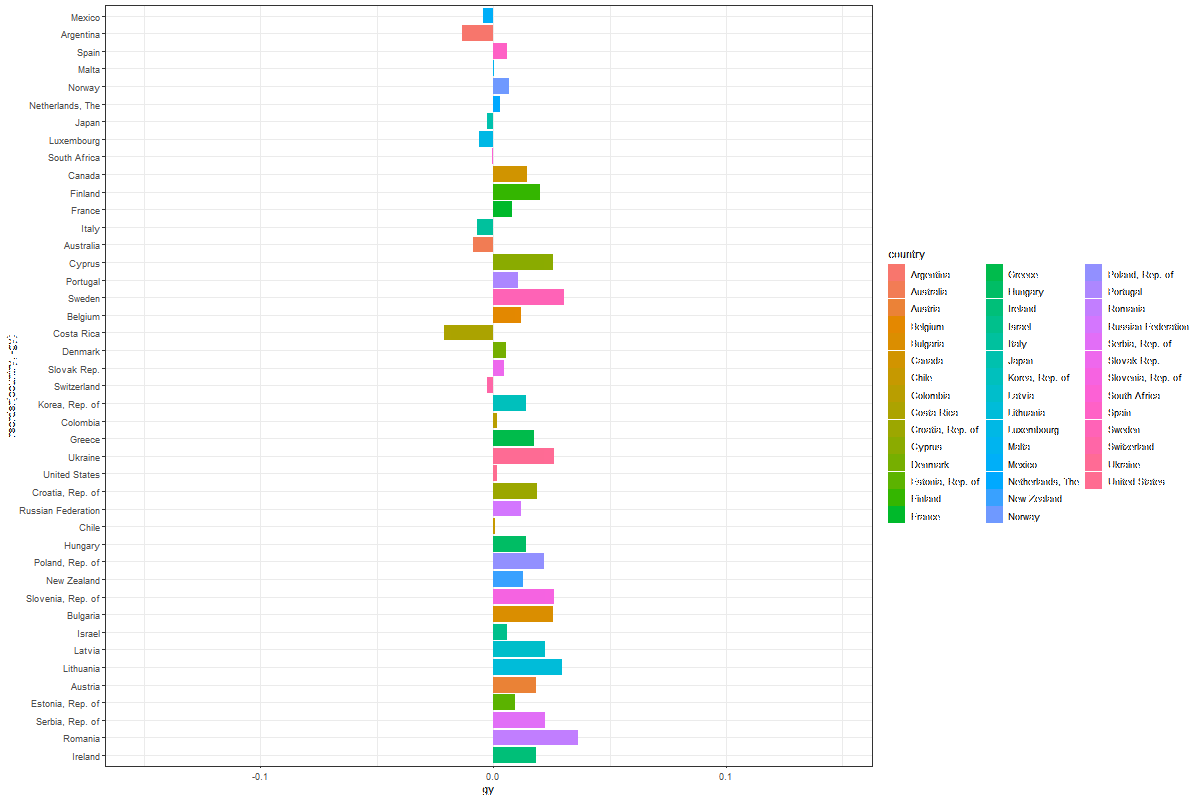 Mexico
Argentina
Spain
Malta
Norway
Netherlands, The
Japan
Luxembourg
South Africa
Canada
Finland
France
Italy
Australia
Cyprus
Portugal
Sweden
Belgium
Costa Rica
Denmark
Slovak Rep.
Switzerland
Korea, Rep. of
Colombia
Greece
Ukraine
United States
Croatia, Rep. of
Russian Federation
Chile
Hungary
Poland, Rep. of
New Zealand
Slovenia, Rep. of
Bulgaria
Israel
Latvia
Lithuania
Austria
Estonia, Rep. of
Serbia, Rep. of
Romania
Ireland
-0.1 0.0 0.1
gy
reorder(country, -gy)
country
Argentina
Australia
Austria
Belgium
Bulgaria
Canada
Chile
Colombia
Costa Rica
Croatia, Rep. of
Cyprus
Denmark
Estonia, Rep. of
Finland
France
Greece
Hungary
Ireland
Israel
Italy
Japan
Korea, Rep. of
Latvia
Lithuania
Luxembourg
Malta
Mexico
Netherlands, The
New Zealand
Norway
Poland, Rep. of
Portugal
Romania
Russian Federation
Serbia, Rep. of
Slovak Rep.
Slovenia, Rep. of
South Africa
Spain
Sweden
Switzerland
Ukraine
United States